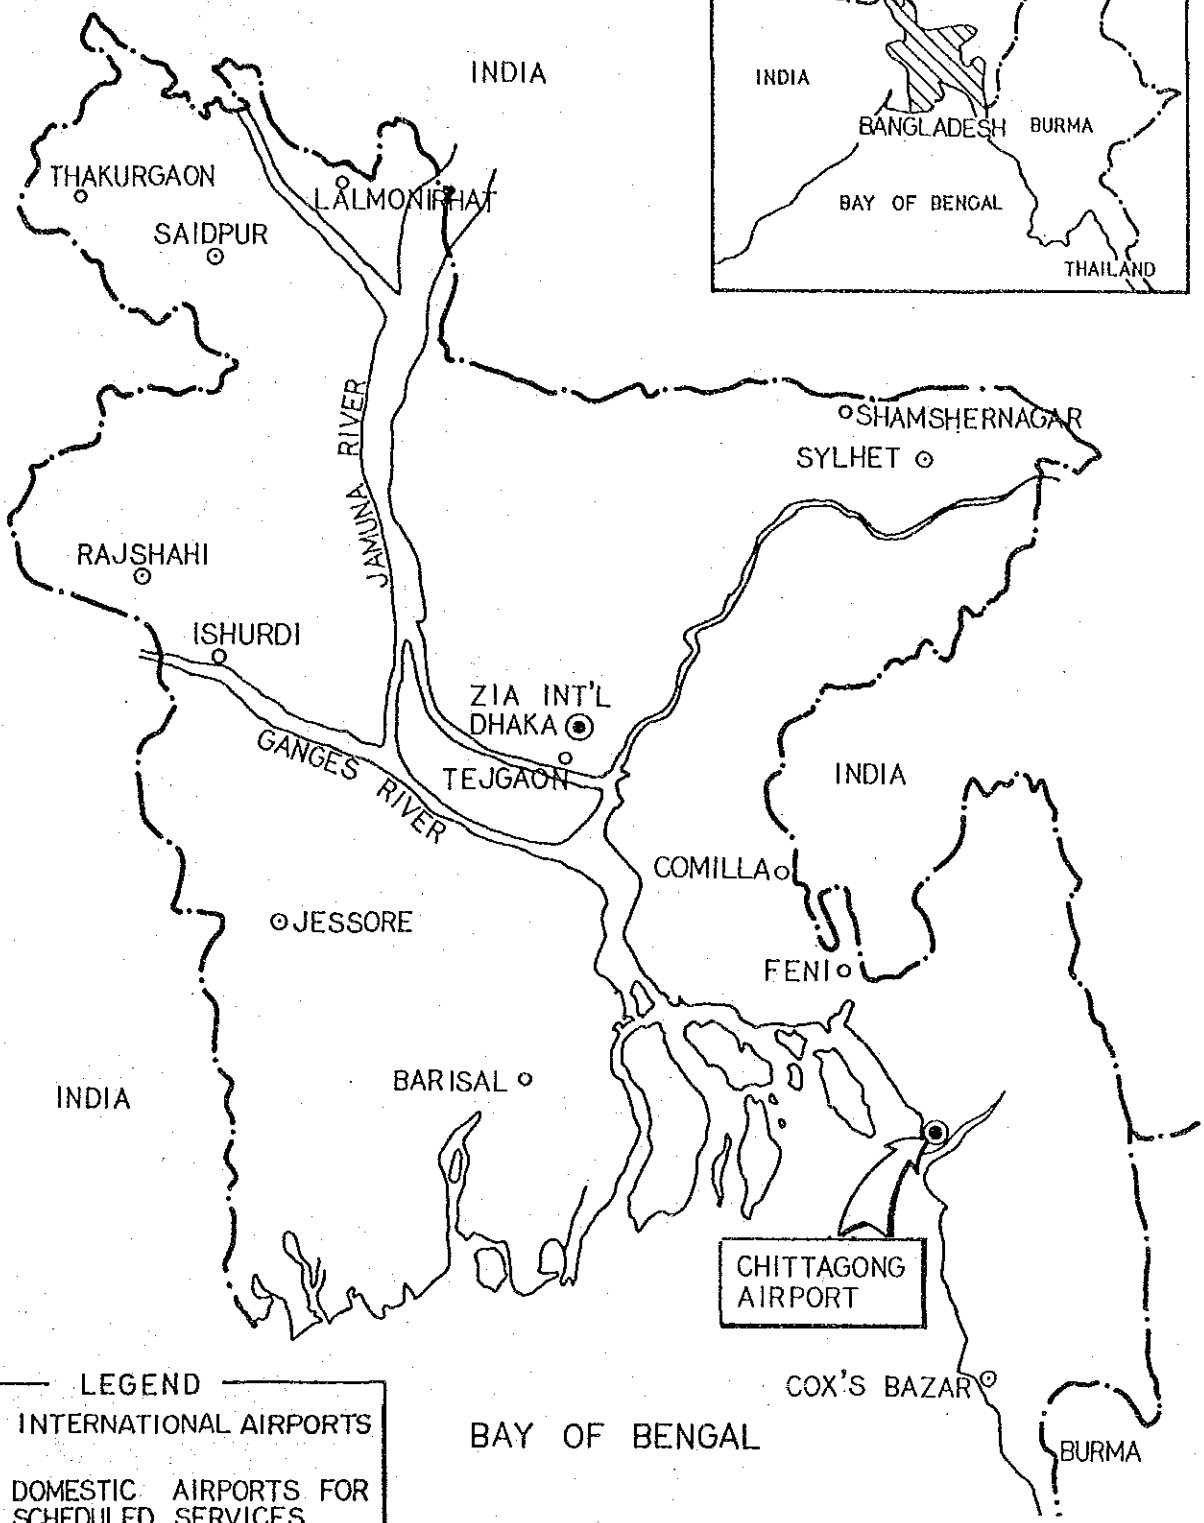 INDIA
INDIA
BANGLADESH
BURMA
BAY OF BENGAL
THAILAND
THAKURGAON
LALMONIRHAT
SAIDPUR
JAMUNA RIVER
SHAMSHERNAGAR
SYLHET
RAJSHAHI
ISHURDI
ZIA INT'L
DHAKA
TEJGAON
GANGES RIVER
INDIA
COMILLA
JESSORE
FENI
BARISAL
INDIA
CHITTAGONG
AIRPORT
COX'S BAZAR
BURMA
BAY OF BENGAL
LEGEND
INTERNATIONAL AIRPORTS
DOMESTIC AIRPORTS FOR
SCHEDULED SERVICES